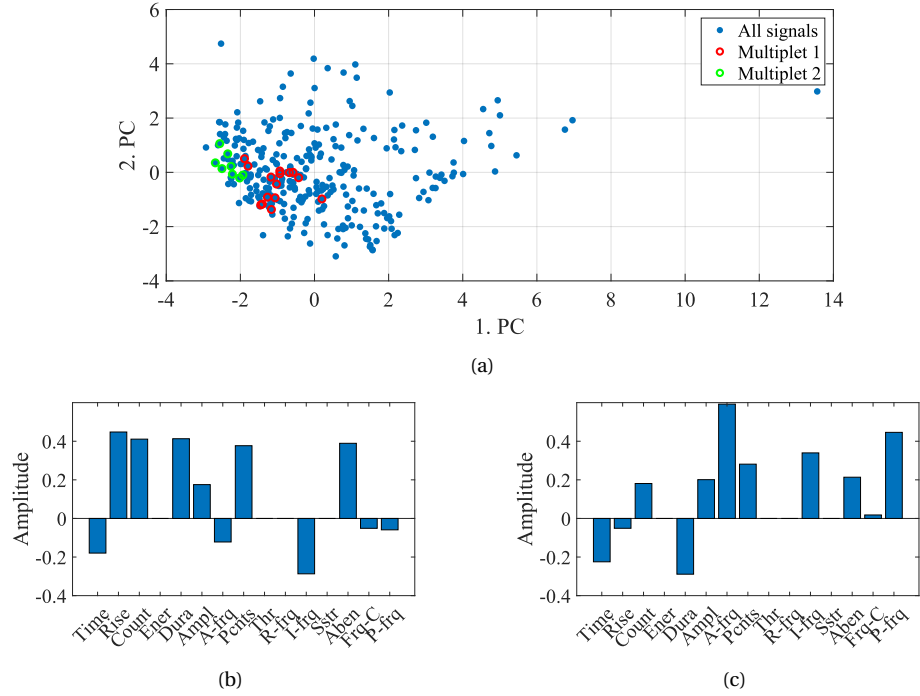 6
4
2
0
-2
-4
2. PC
All signals
Multiplet 1
Multiplet 2
-4 -2 0 2 4 6 8 10 12 14
1. PC
(a)
0.4
0.2
0
-0.2
-0.4
Amplitude
Time Rise Count Ener Dura Ampl A-frq Pcnts Thr R-frq I-frq Sstr Aben Frq-C P-frq
(b)
0.4
0.2
0
-0.2
-0.4
Amplitude
Time Rise Count Ener Dura Ampl A-frq Pcnts Thr R-frq I-frq Sstr Aben Frq-C P-frq
(c)